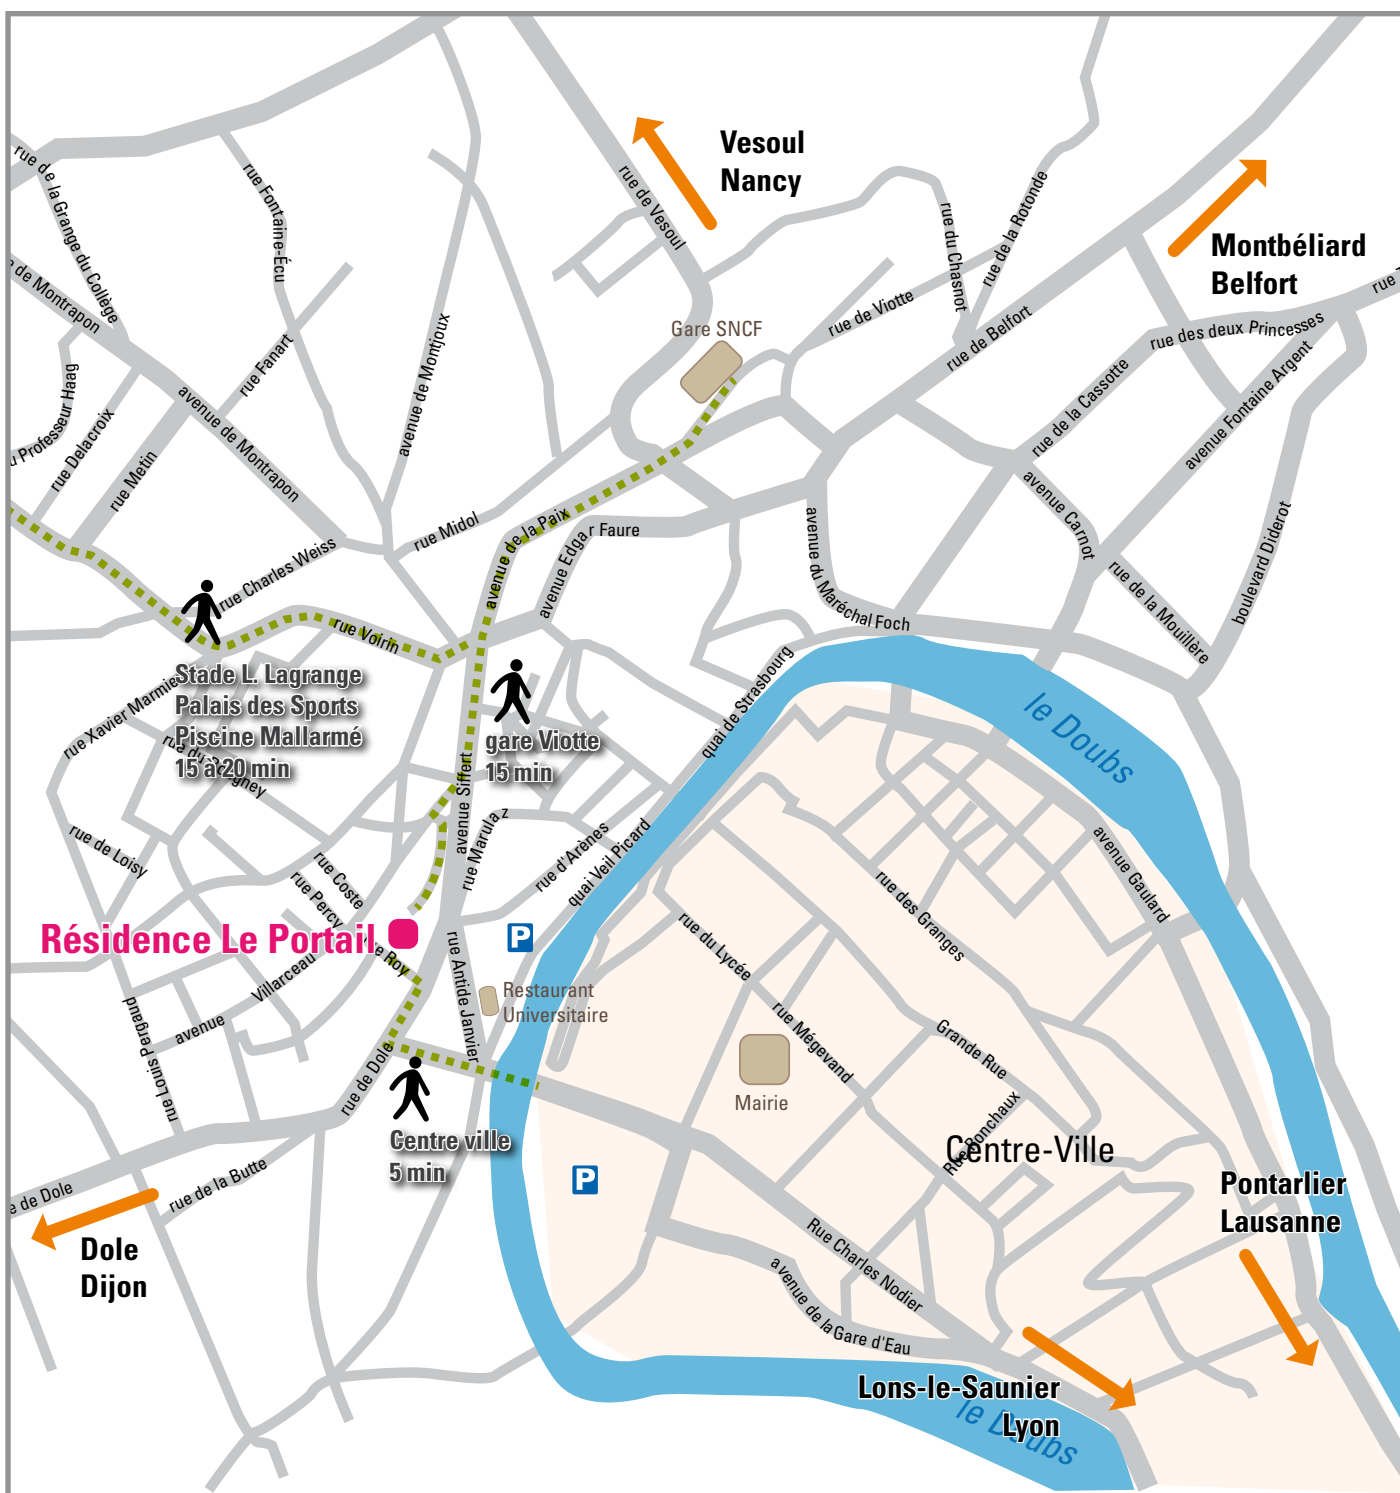 Vesoul
Nancy
Montbéliard
Belfort
rue de la Grange du Collège
rue Fontaine-Écu
rue de Vesoul
rue du Chasnot
rue de la Rotonde
e de Montrapon
rue Fanart
avenue de Montjoux
Gare SNCF
rue de Viotte
rue de Belfort
rue des deux Princesses
rue T
u Professeur Haag
rue Delacroix
rue Metin
avenue de Montrapon
rue de la Cassotte
avenue Fontaine Argent
rue Midol
avenue de la Paix
avenue Edgar Faure
avenue du Maréchal Foch
avenue Carnot
rue de la Mouillère
boulevard Diderot
rue Charles Weiss
rue Voirin
Stade L. Lagrange
Palais des Sports
Piscine Mallarmé
15 à 20 min
rue Xavier Marmier
gare Viotte
15 min
quai de Strasbourg
le Doubs
avenue Siffert
rue de Loisy
rue Marulaz
rue d'Arènes
quai Veil Picard
avenue Gaulard
rue Coste
rue Percy
rue des Granges
Résidence Le Portail
rue Roy
P
rue du Lycée
avenue
Villarceau
rue Antide Janvier
Restaurant
Universitaire
rue Mégevand
Grande Rue
rue Louis Pergaud
rue de Dole
Mairie
Rue Ronchaux
Centre-Ville
Centre ville
5 min
P
e de Dole
rue de la Butte
Pontarlier
Lausanne
Dole
Dijon
Rue Charles Nodier
avenue de la Gare d'Eau
Lons-le-Saunier
Lyon
le Doubs